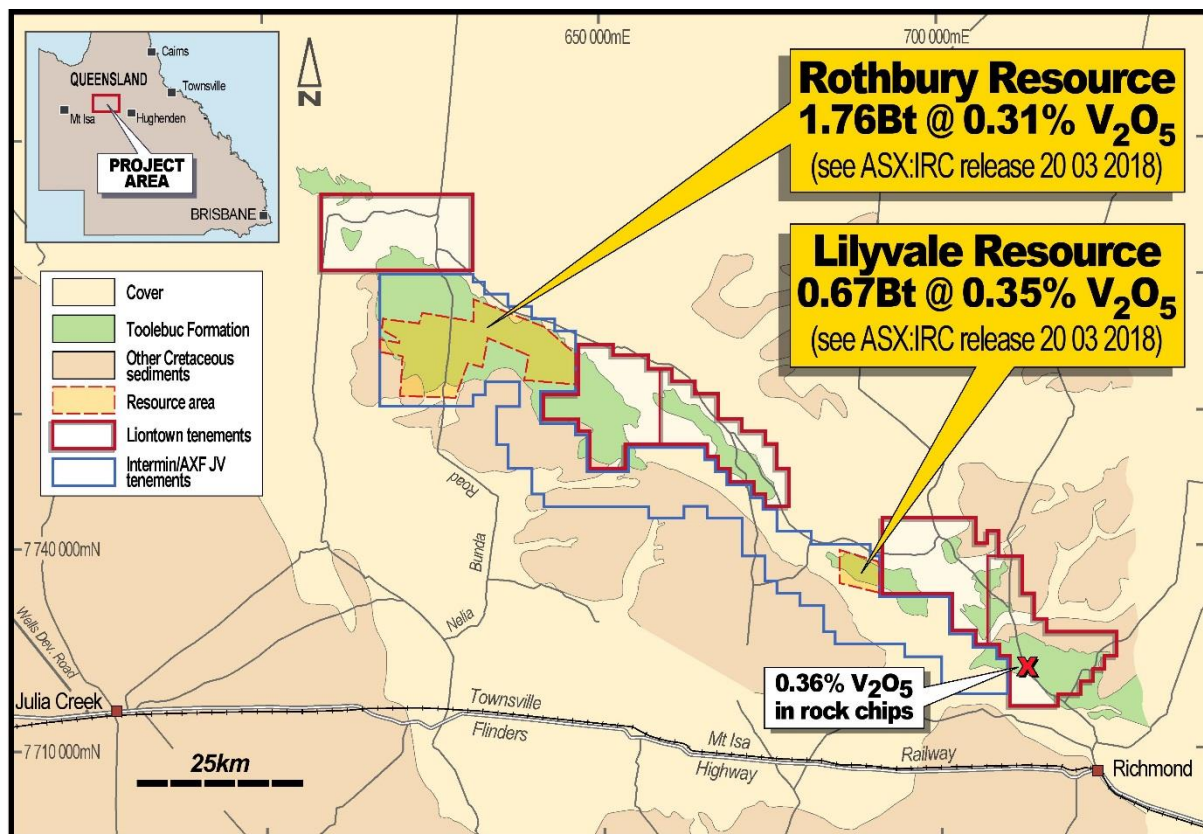 650 000mE
700 000mE
QUEENSLAND
Cairns
Townsville
Mt Isa
Hughenden
PROJECT
AREA
BRISBANE
N
Rothbury Resource
1.76Bt @ 0.31% V₂O₅
(see ASX:IRC release 20 03 2018)
Lilyvale Resource
0.67Bt @ 0.35% V₂O₅
(see ASX:IRC release 20 03 2018)
Cover
Toolebuc Formation
Other Cretaceous
sediments
Resource area
Liontown tenements
Intermin/AXF JV
tenements
7 740 000mN
Road
Bunda
Nelia
Wells Dev. Road
X
0.36% V₂O₅
in rock chips
Julia Creek
Townsville
Flinders
Mt Isa
Highway
Railway
Richmond
7 710 000mN
25km